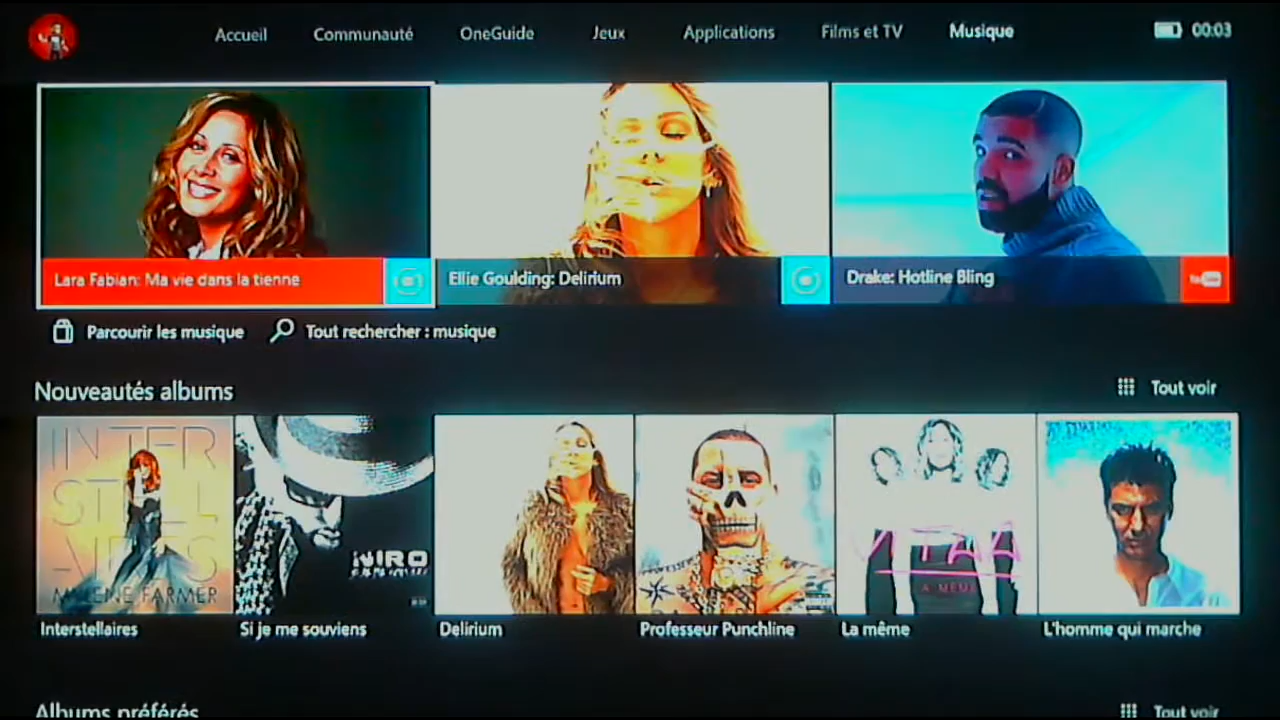 Accueil Communauté OneGuide Jeux Applications Films et TV Musique 00:03
Lara Fabian: Ma vie dans la tienne
Ellie Goulding: Delirium
Drake: Hotline Bling
Parcourir les musique
Tout rechercher : musique
Nouveautés albums
Tout voir
INTER
STELL
AIRES
MYLENE FARMER
NIRO
VITAA
LA MEME
Interstellaires
Si je me souviens
Delirium
Professeur Punchline
La même
L'homme qui marche
Albums préférés
Tout voir